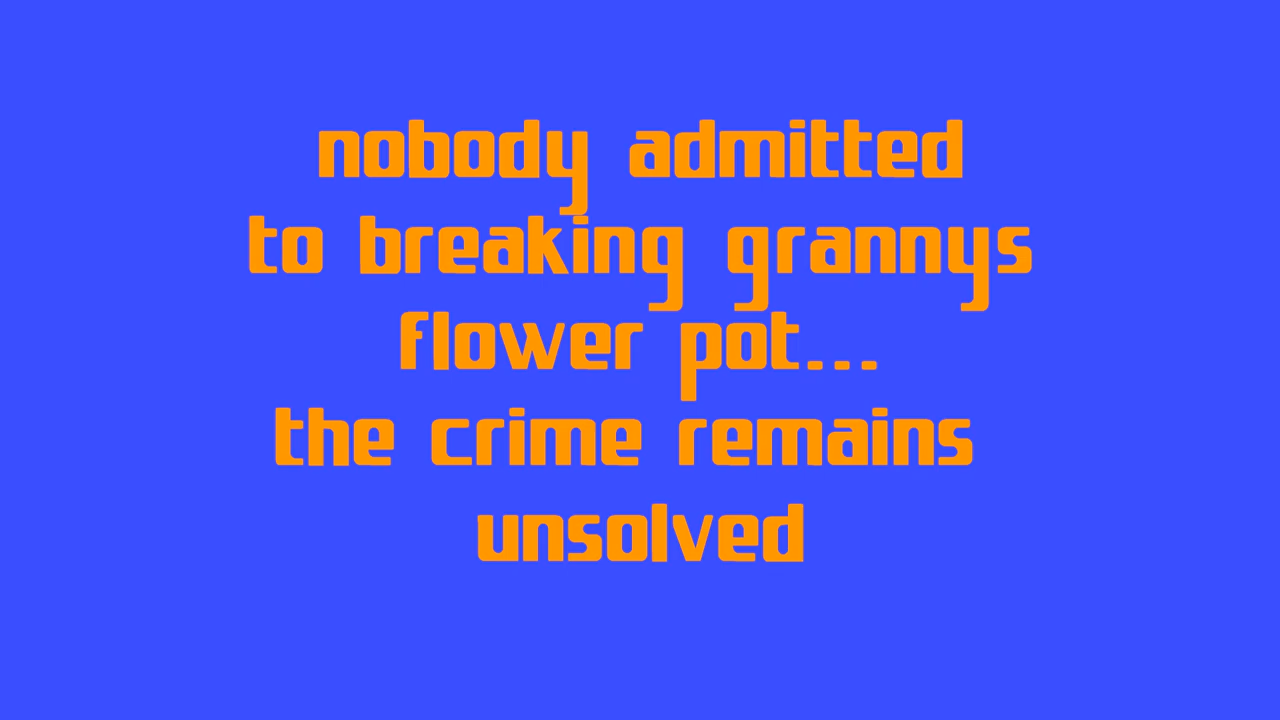 nobody admitted
to breaking grannys
flower pot...
the crime remains
unsolved